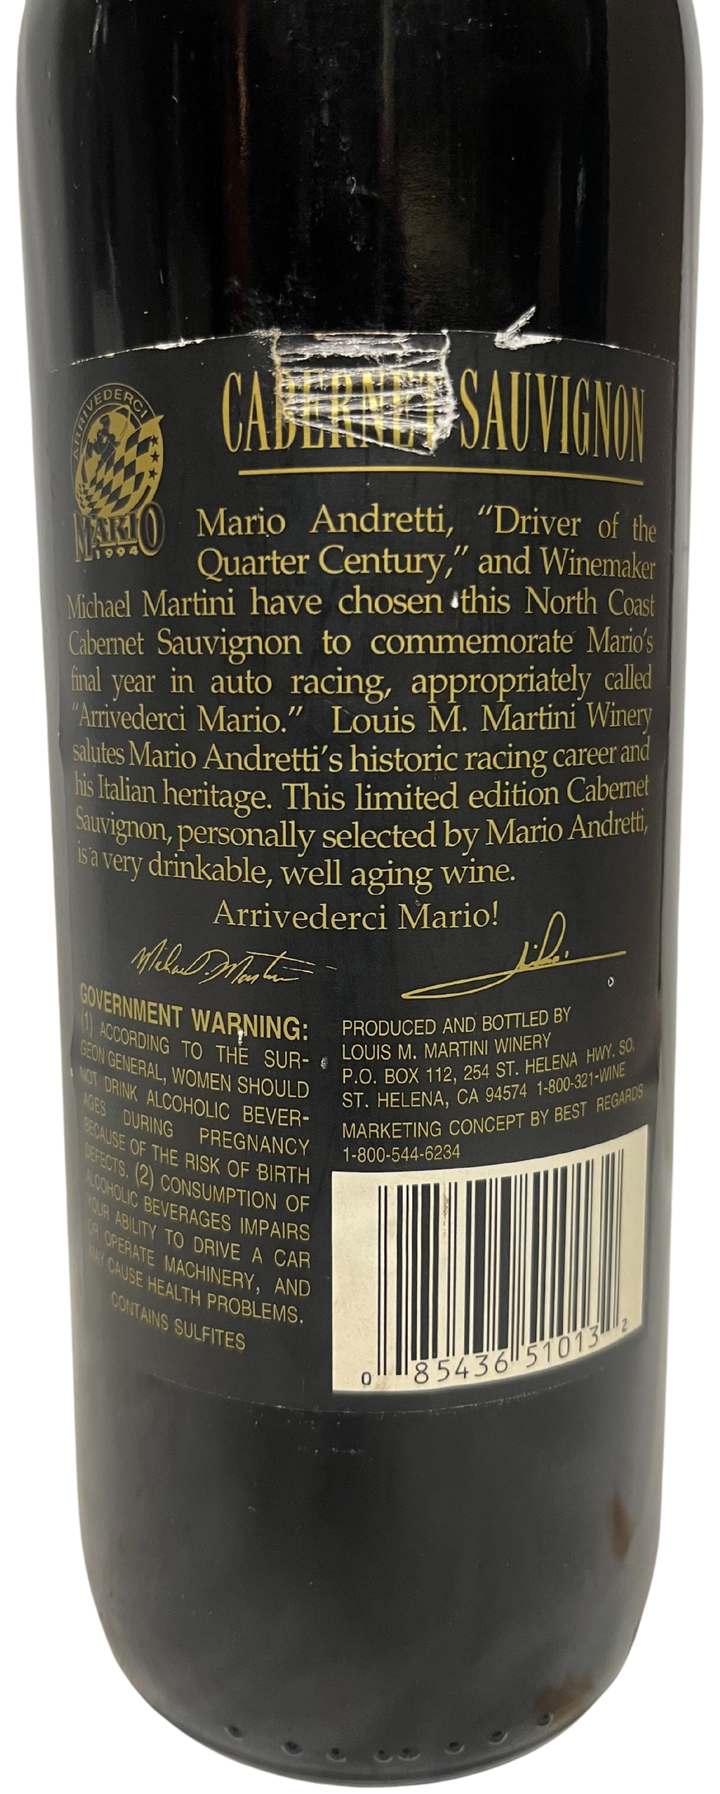 CABERNET SAUVIGNON
ARRIVEDERCI
MARIO
1994
Mario Andretti, “Driver of the
Quarter Century,” and Winemaker
Michael Martini have chosen this North Coast
Cabernet Sauvignon to commemorate Mario’s
final year in auto racing, appropriately called
“Arrivederci Mario.” Louis M. Martini Winery
salutes Mario Andretti’s historic racing career and
his Italian heritage. This limited edition Cabernet
Sauvignon, personally selected by Mario Andretti,
is a very drinkable, well aging wine.
Arrivederci Mario!
Michael Martini
GOVERNMENT WARNING:
(1) ACCORDING TO THE SUR-
GEON GENERAL, WOMEN SHOULD
NOT DRINK ALCOHOLIC BEVER-
AGES DURING PREGNANCY
BECAUSE OF THE RISK OF BIRTH
DEFECTS. (2) CONSUMPTION OF
ALCOHOLIC BEVERAGES IMPAIRS
YOUR ABILITY TO DRIVE A CAR
OR OPERATE MACHINERY, AND
MAY CAUSE HEALTH PROBLEMS.
CONTAINS SULFITES
PRODUCED AND BOTTLED BY
LOUIS M. MARTINI WINERY
P.O. BOX 112, 254 ST. HELENA HWY. SO.
ST. HELENA, CA 94574 1-800-321-WINE
MARKETING CONCEPT BY BEST REGARDS
1-800-544-6234
0 85436 51013 2